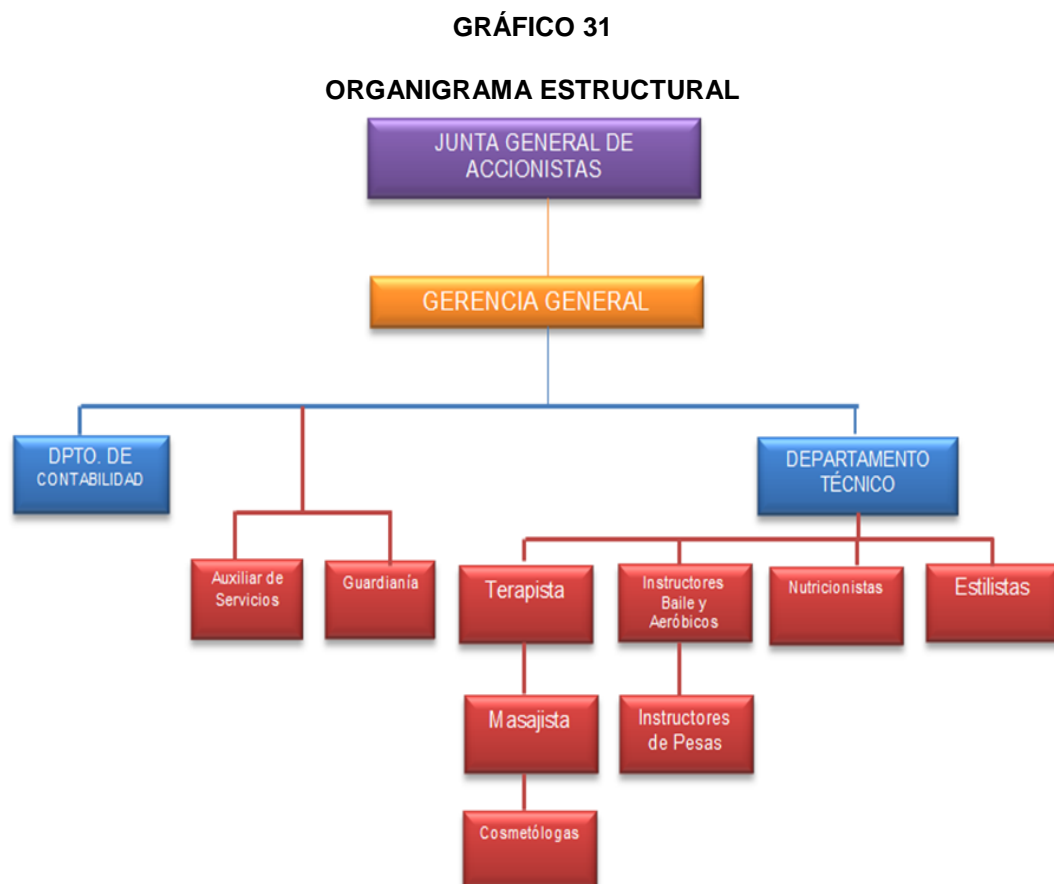 GRÁFICO 31
ORGANIGRAMA ESTRUCTURAL
JUNTA GENERAL DE
ACCIONISTAS
GERENCIA GENERAL
DPTO. DE
CONTABILIDAD
DEPARTAMENTO
TÉCNICO
Auxiliar de
Servicios
Guardianía
Terapista
Instructores
Baile y
Aeróbicos
Nutricionistas
Estilistas
Masajista
Instructores
de Pesas
Cosmetólogas